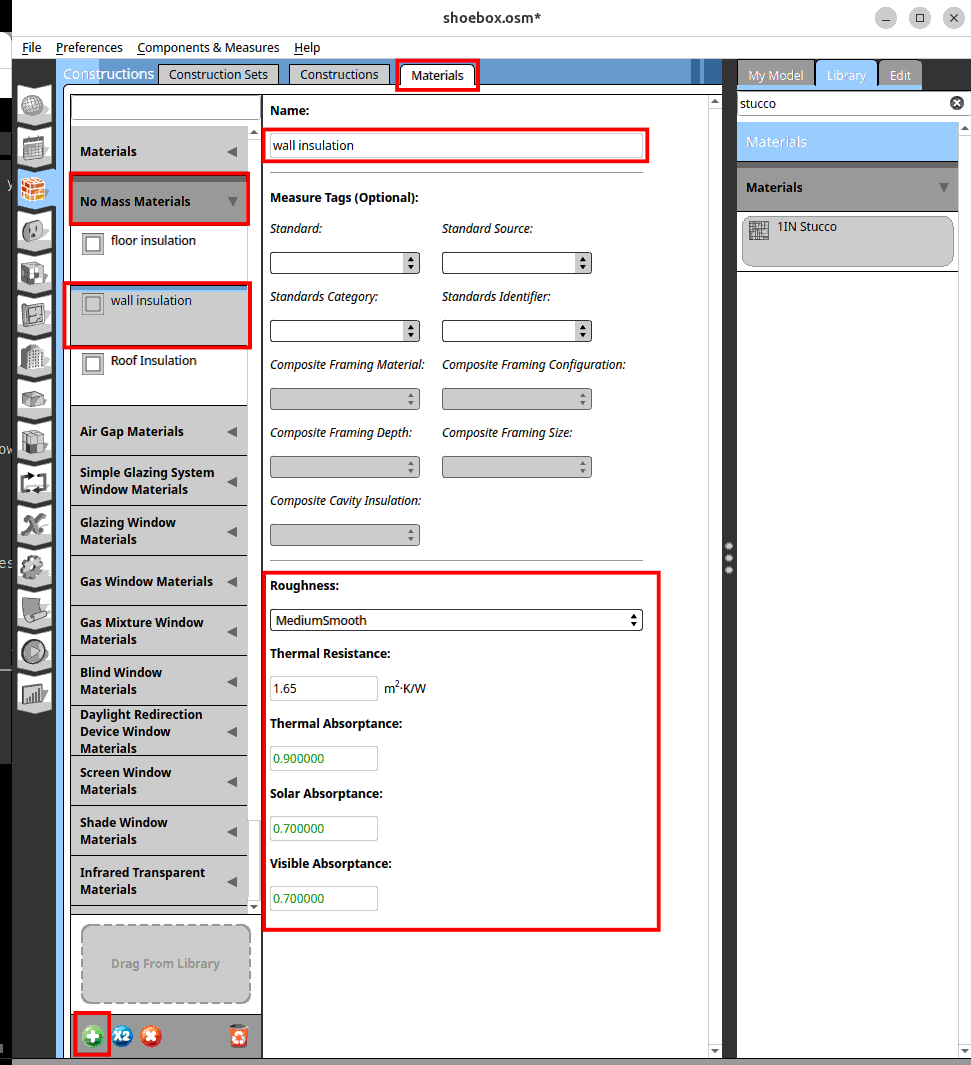 shoebox.osm*
File Preferences Components & Measures Help
Constructions Construction Sets Constructions Materials
My Model Library Edit
stucco
Materials
Materials
1IN Stucco
Materials
No Mass Materials
floor insulation
wall insulation
Roof Insulation
Air Gap Materials
Simple Glazing System
Window Materials
Glazing Window
Materials
Gas Window Materials
Gas Mixture Window
Materials
Blind Window
Materials
Daylight Redirection
Device Window
Materials
Screen Window
Materials
Shade Window
Materials
Infrared Transparent
Materials
Drag From Library
X2
Name:
wall insulation
Measure Tags (Optional):
Standard: Standard Source:
Standards Category: Standards Identifier:
Composite Framing Material: Composite Framing Configuration:
Composite Framing Depth: Composite Framing Size:
Composite Cavity Insulation:
Roughness:
MediumSmooth
Thermal Resistance:
1.65 m²·K/W
Thermal Absorptance:
0.900000
Solar Absorptance:
0.700000
Visible Absorptance:
0.700000